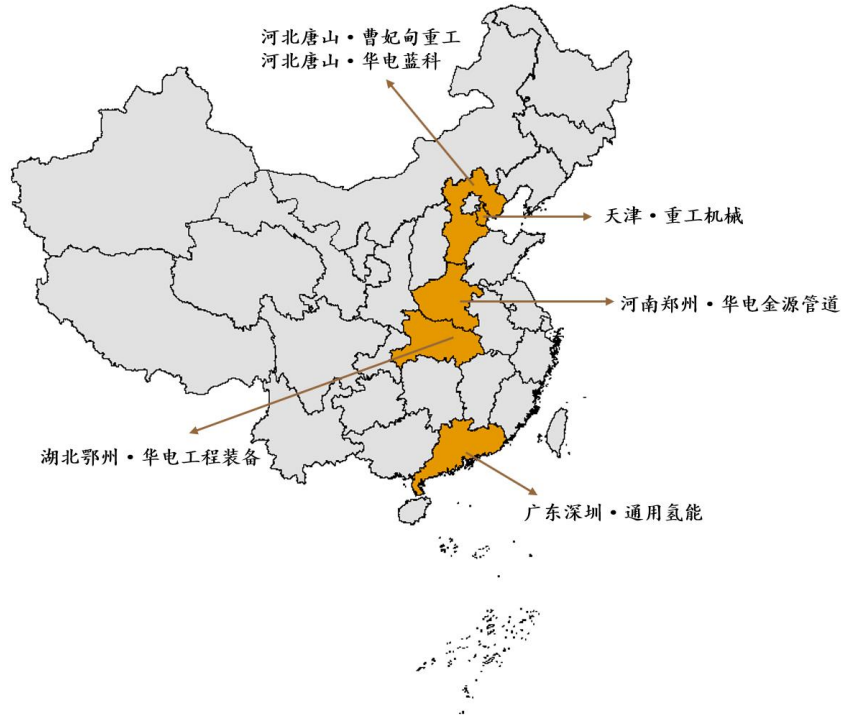 河北唐山·曹妃甸重工
河北唐山·华电蓝科
天津·重工机械
河南郑州·华电金源管道
湖北鄂州·华电工程装备
广东深圳·通用氢能